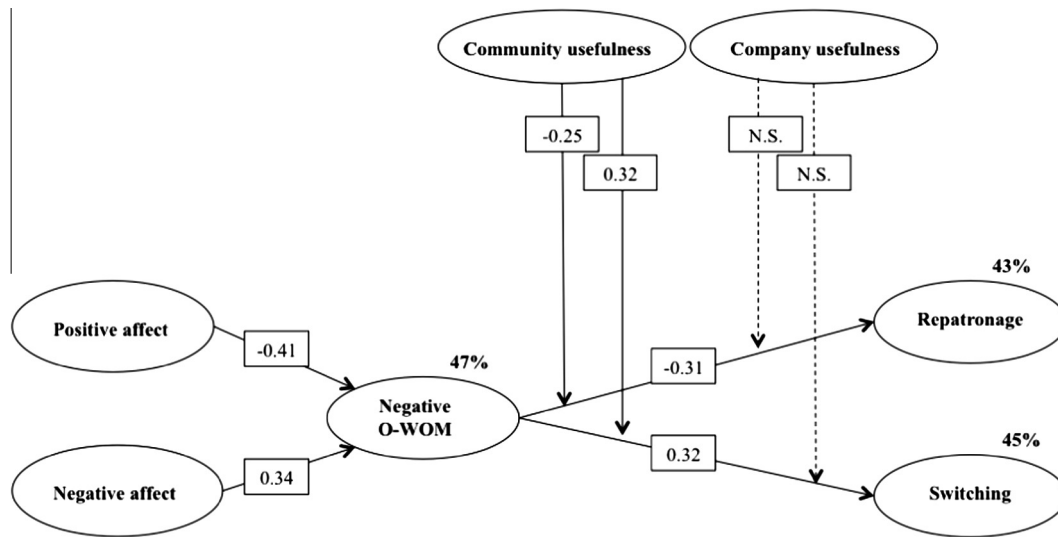 Community usefulness
Company usefulness
-0.25
N.S.
0.32
N.S.
43%
Positive affect
Repatronage
-0.41
47%
-0.31
Negative
O-WOM
45%
0.32
0.34
Negative affect
Switching